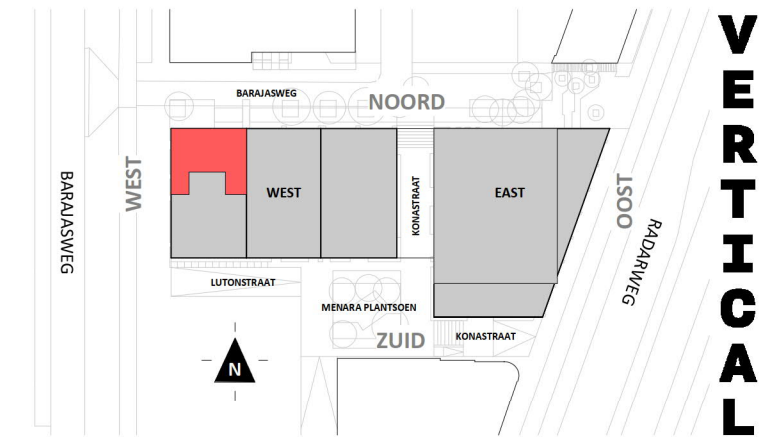 BARAJASWEG
NOORD
WEST
BARAJASWEG
WEST
KONASTRAAT
EAST
OOST
RADARWEG
LUTONSTRAAT
MENARA PLANTSOEN
ZUID
KONASTRAAT
N
VERTICAL